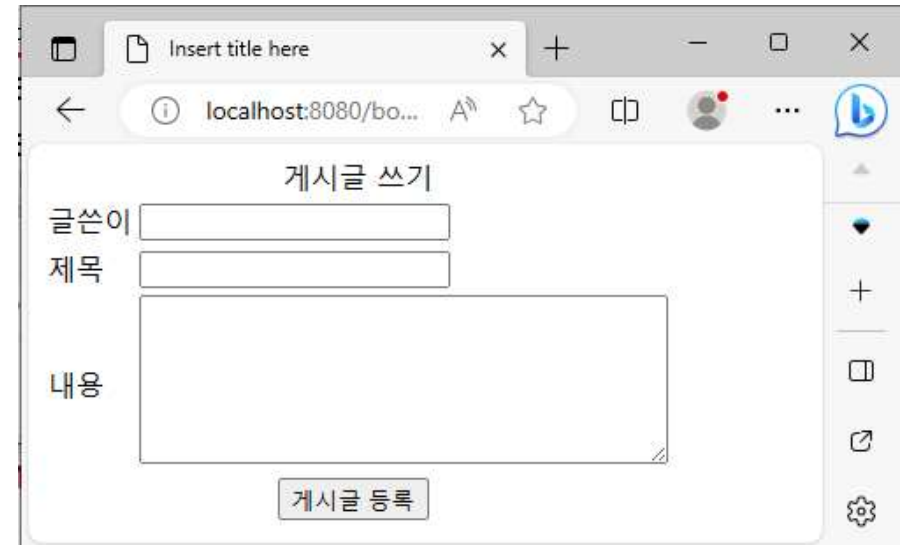 Insert title here
localhost:8080/bo...
게시글 쓰기
글쓴이
제목
내용
게시글 등록